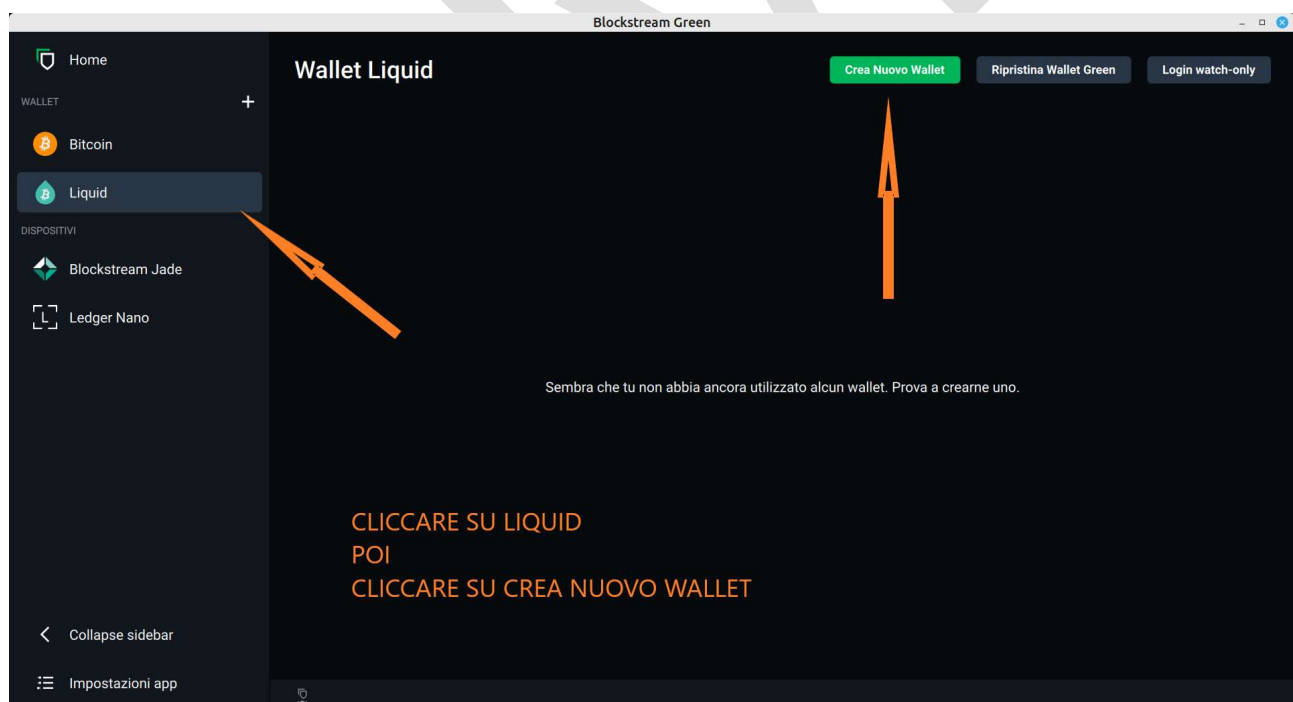 Blockstream Green
Home
WALLET
Bitcoin
Liquid
DISPOSITIVI
Blockstream Jade
L
Ledger Nano
Collapse sidebar
Impostazioni app
Wallet Liquid
Crea Nuovo Wallet
Ripristina Wallet Green
Login watch-only
Sembra che tu non abbia ancora utilizzato alcun wallet. Prova a crearne uno.
CLICCARE SU LIQUID
POI
CLICCARE SU CREA NUOVO WALLET